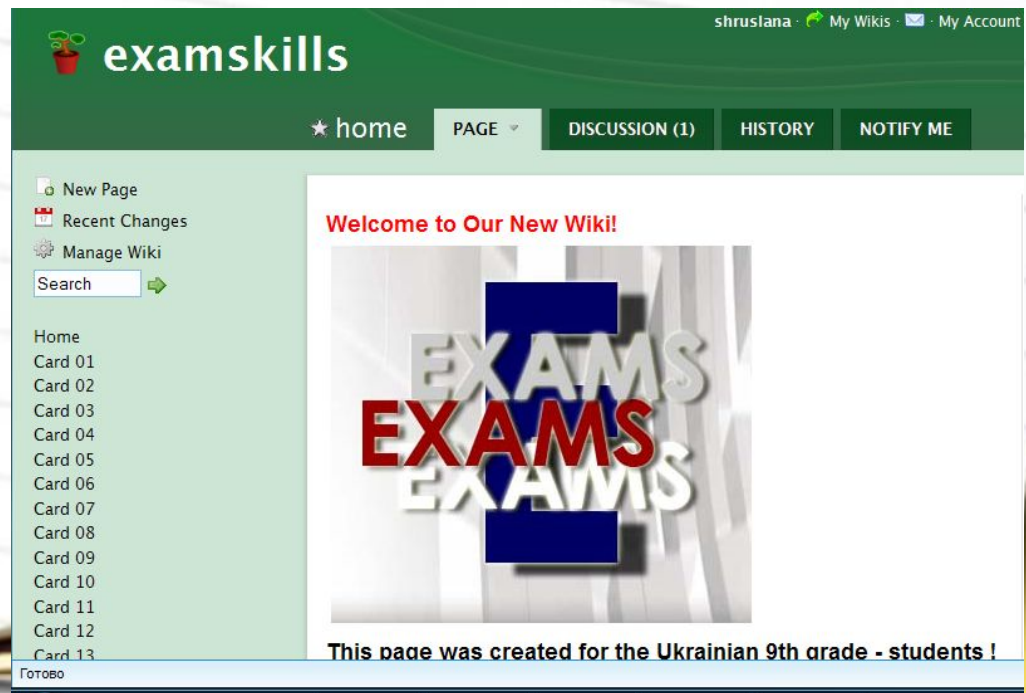 shruslana · My Wikis · · My Account
examskills
home
PAGE
DISCUSSION (1)
HISTORY
NOTIFY ME
New Page
Recent Changes
17
Manage Wiki
Search
Home
Card 01
Card 02
Card 03
Card 04
Card 05
Card 06
Card 07
Card 08
Card 09
Card 10
Card 11
Card 12
Card 13
Welcome to Our New Wiki!
E
EXAMS
EXAMS
EXAMS
This page was created for the Ukrainian 9th grade - students !
Готово